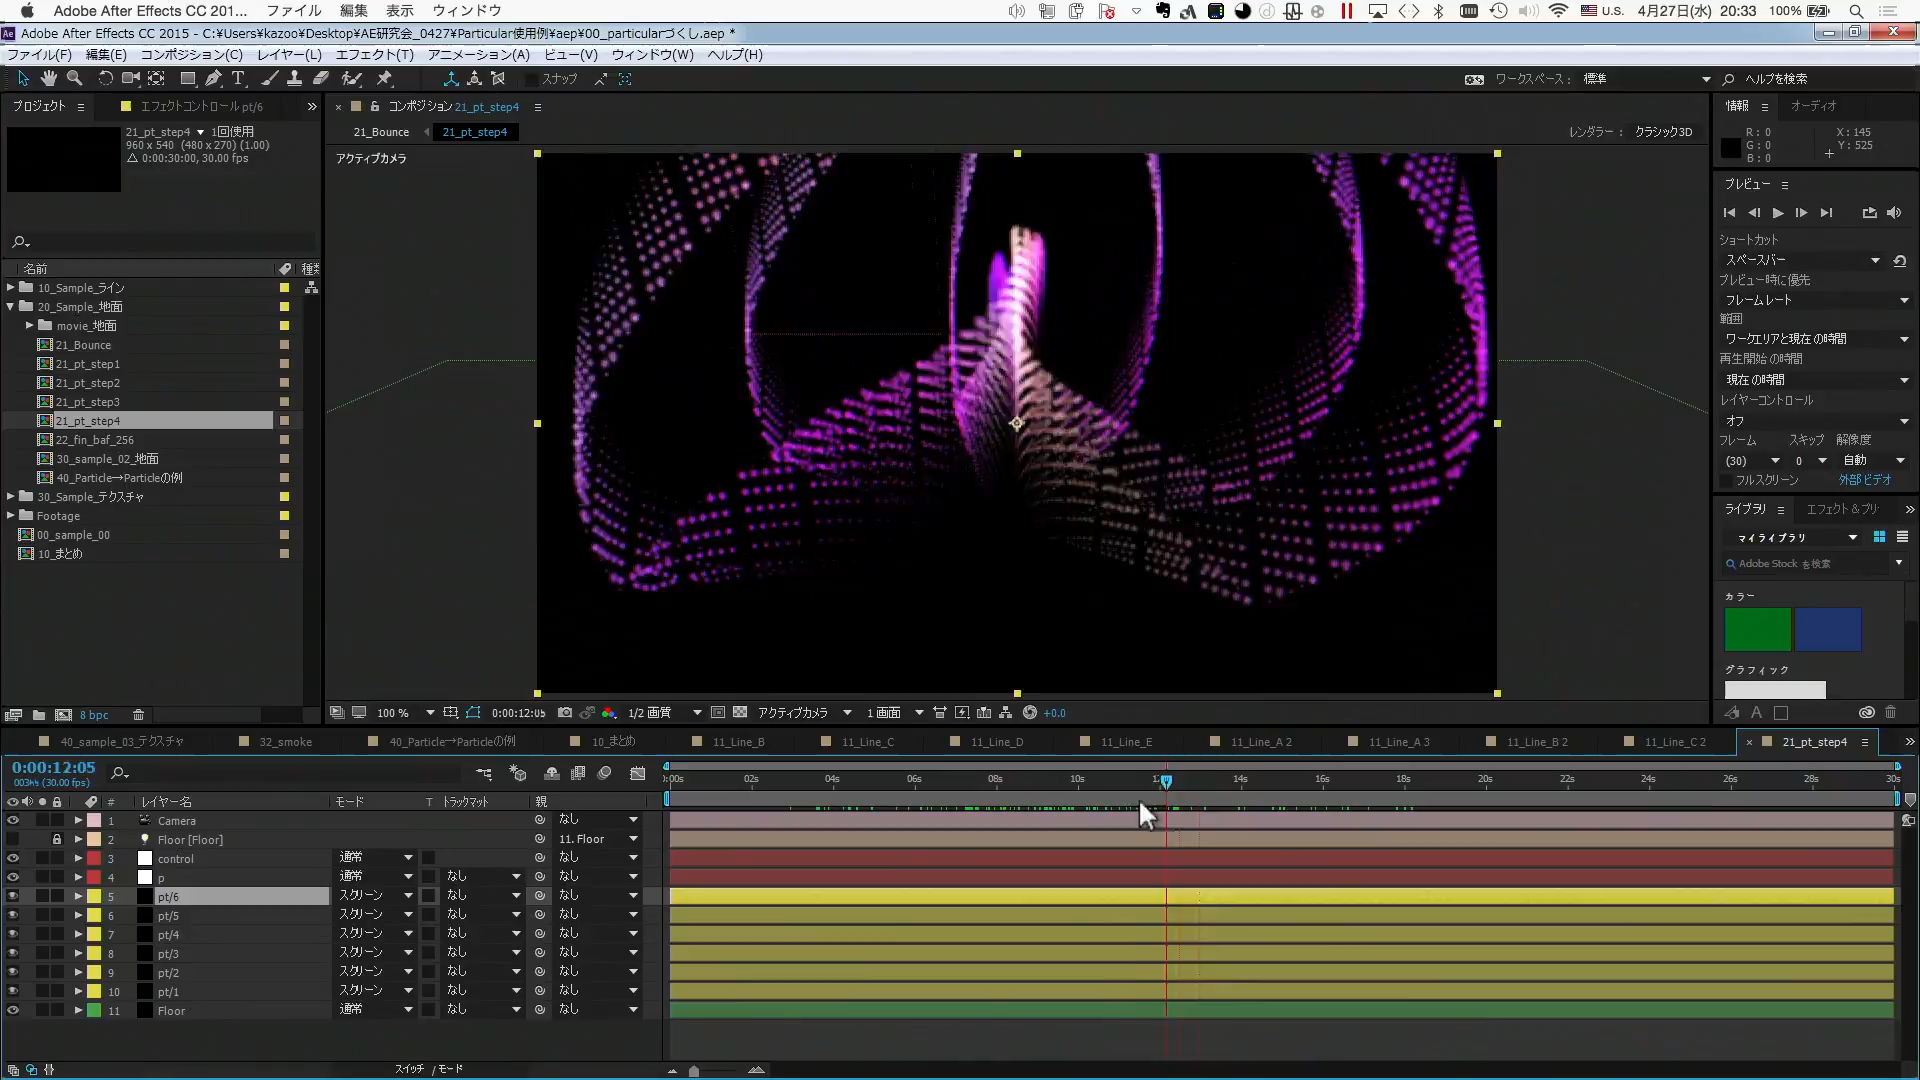 Adobe After Effects CC 201... ファイル 編集 表示 ウィンドウ
U.S. 4月27日(水) 20:33 100%
Adobe After Effects CC 2015 - C:¥Users¥kazoo¥Desktop¥AE研究会_0427¥Particular使用例¥aep¥00_particularづくし.aep *
ファイル(F) 編集(E) コンポジション(C) レイヤー(L) エフェクト(T) アニメーション(A) ビュー(V) ウィンドウ(W) ヘルプ(H)
スナップ ワークスペース: 標準 ヘルプを検索
プロジェクト エフェクトコントロール pt/6 コンポジション 21_pt_step4 情報 オーディオ
21_pt_step4 1回使用
960 x 540 (480 x 270) (1.00)
Δ 0:00:30:00, 30.00 fps
21_Bounce 21_pt_step4 レンダラー: クラシック3D
アクティブカメラ
R: 0 X: 145
G: 0 Y: 525
B: 0
名前 種類
10_Sample_ライン
20_Sample_地面
movie_地面
21_Bounce
21_pt_step1
21_pt_step2
21_pt_step3
21_pt_step4
22_fin_baf_256
30_sample_02_地面
40_Particle→Particleの例
30_Sample_テクスチャ
Footage
00_sample_00
10_まとめ
8 bpc
プレビュー
ショートカット
スペースバー
プレビュー時に優先
フレームレート
範囲
ワークエリアと現在の時間
再生開始の時間
現在の時間
レイヤーコントロール
オフ
フレーム スキップ 解像度
(30) 0 自動
フルスクリーン 外部ビデオ
ライブラリ エフェクト＆プリ
マイライブラリ
Adobe Stock を検索
カラー
グラフィック
100 % 0:00:12:05 1/2 画質 アクティブカメラ 1画面 +0.0
40_sample_03_テクスチャ 32_smoke 40_Particle→Particleの例 10_まとめ 11_Line_B 11_Line_C 11_Line_D 11_Line_E 11_Line_A 2 11_Line_A 3 11_Line_B 2 11_Line_C 2 21_pt_step4
0:00:12:05
00365 (30.00 fps)
:00s 02s 04s 06s 08s 10s 14s 16s 18s 20s 22s 24s 26s 28s 30s
# レイヤー名 モード T トラックマット 親
1 Camera なし
2 Floor [Floor] 11. Floor
3 control 通常 なし
4 p 通常 なし なし
5 pt/6 スクリーン なし なし
6 pt/5 スクリーン なし なし
7 pt/4 スクリーン なし なし
8 pt/3 スクリーン なし なし
9 pt/2 スクリーン なし なし
10 pt/1 スクリーン なし なし
11 Floor 通常 なし なし
スイッチ / モード